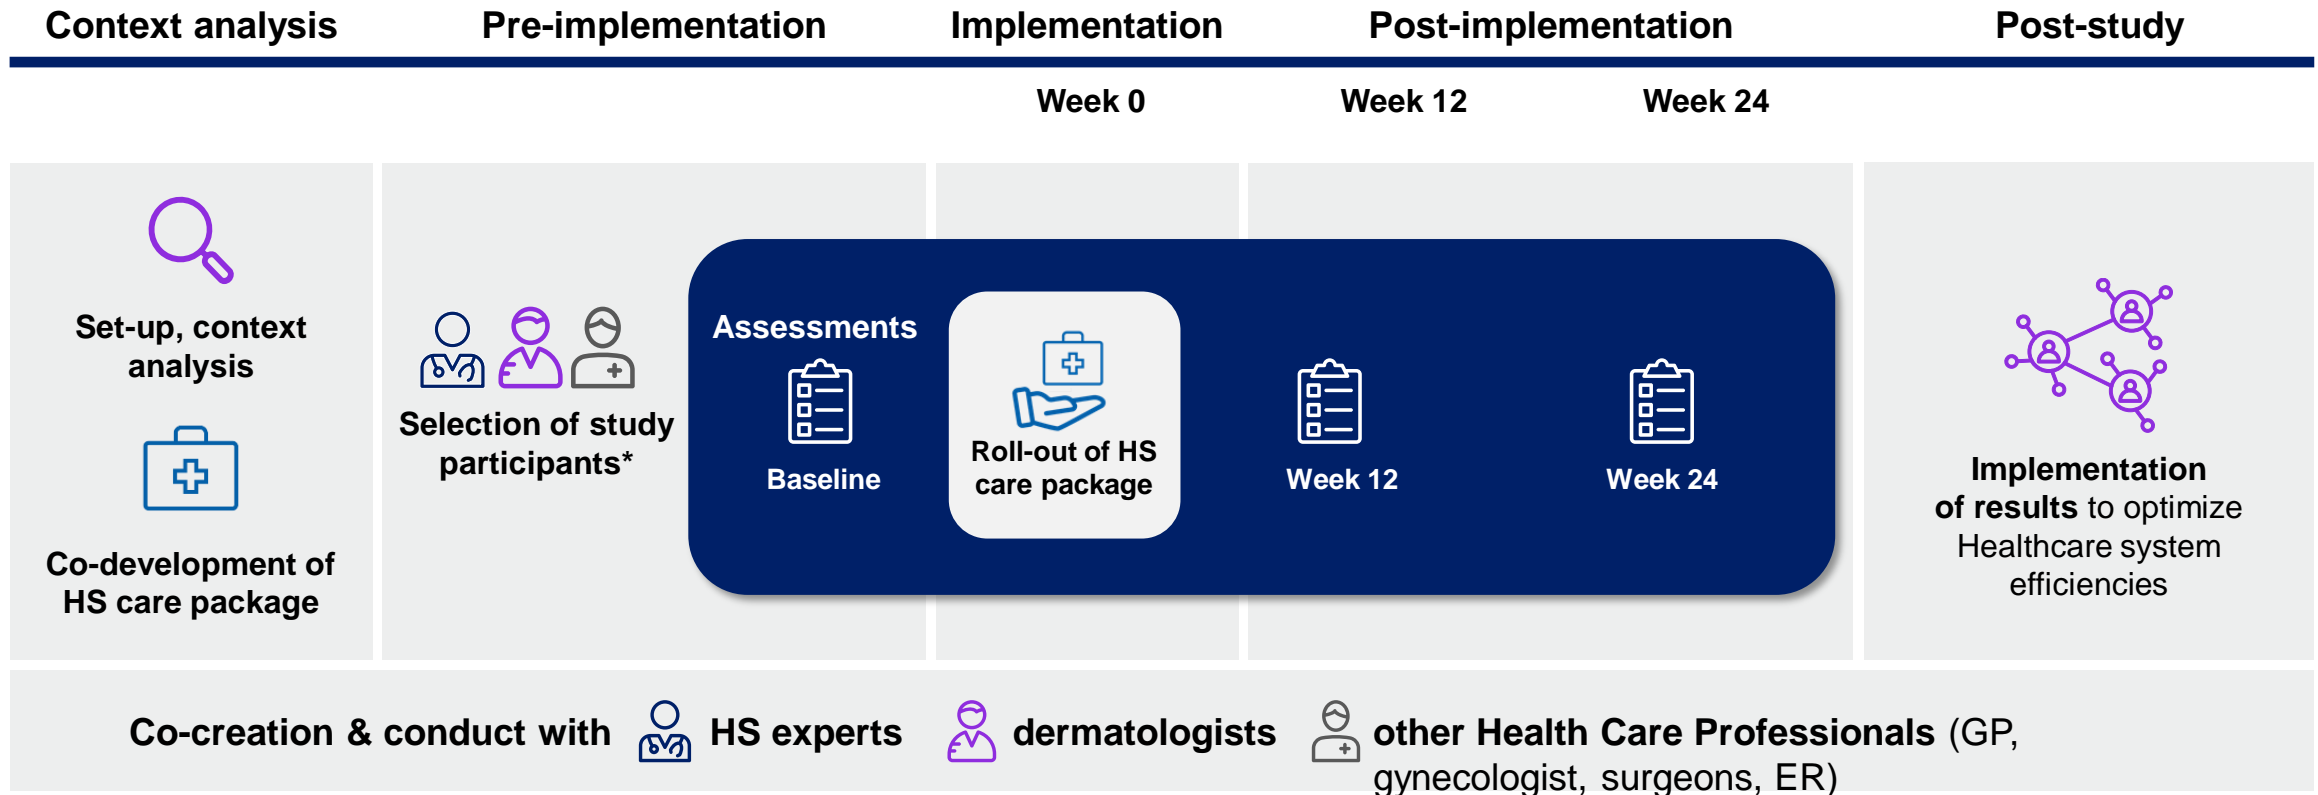 Context analysis
Pre-implementation
Implementation
Post-implementation
Post-study
Week 0
Week 12
Week 24
Set-up, context
analysis
Co-development of
HS care package
Selection of study
participants*
Assessments
Baseline
Roll-out of HS
care package
Week 12
Week 24
Implementation
of results to optimize
Healthcare system
efficiencies
Co-creation & conduct with
HS experts
dermatologists
other Health Care Professionals (GP,
gynecologist, surgeons, ER)